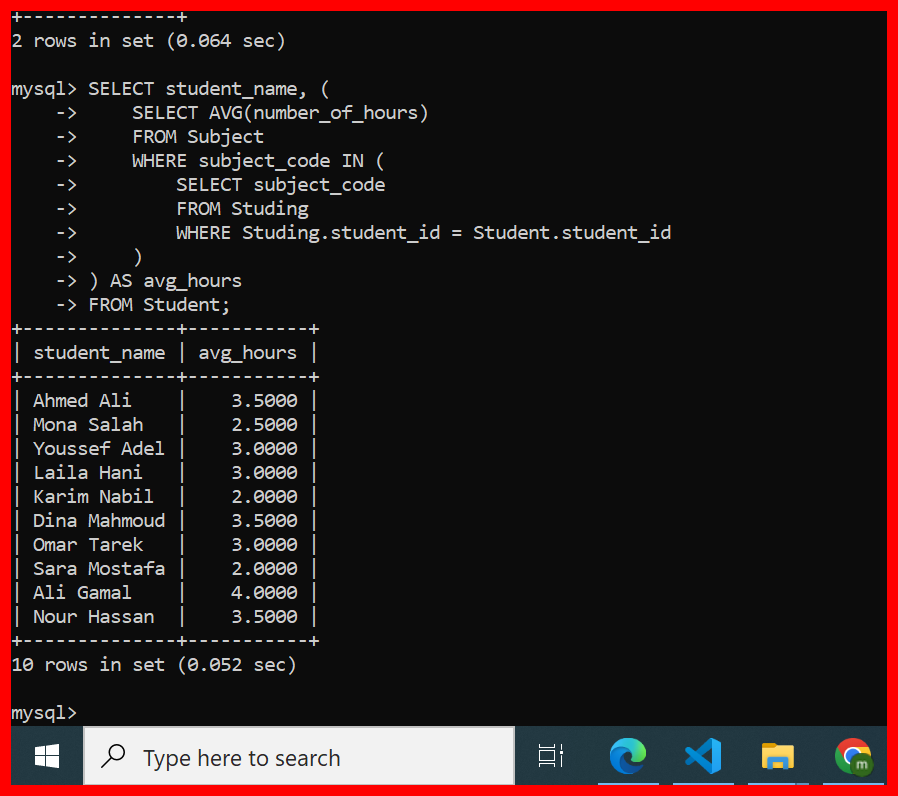 +--------------+
2 rows in set (0.064 sec)
mysql> SELECT student_name, (
    ->     SELECT AVG(number_of_hours)
    ->     FROM Subject
    ->     WHERE subject_code IN (
    ->         SELECT subject_code
    ->         FROM Studing
    ->         WHERE Studing.student_id = Student.student_id
    ->     )
    -> ) AS avg_hours
    -> FROM Student;
+--------------+-----------+
| student_name | avg_hours |
+--------------+-----------+
| Ahmed Ali    |    3.5000 |
| Mona Salah   |    2.5000 |
| Youssef Adel |    3.0000 |
| Laila Hani   |    3.0000 |
| Karim Nabil  |    2.0000 |
| Dina Mahmoud |    3.5000 |
| Omar Tarek   |    3.0000 |
| Sara Mostafa |    2.0000 |
| Ali Gamal    |    4.0000 |
| Nour Hassan  |    3.5000 |
+--------------+-----------+
10 rows in set (0.052 sec)
mysql>
Type here to search
m